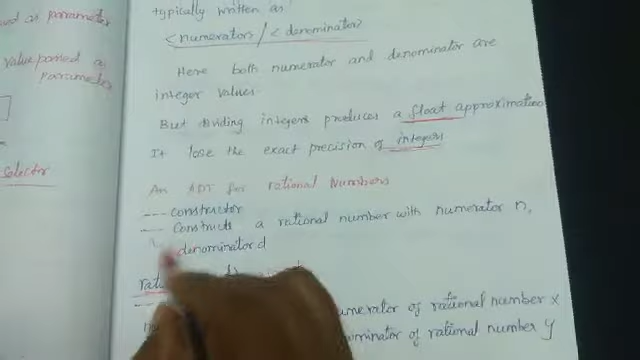 used as parameter
value passed as
parameter
selector
typically written as
<numerators / < denominator>
Here both numerator and denominator are
integer values
But dividing integers produces a float approximation
It lose the exact precision of integers
An ADT for rational Numbers
--- constructor
--- constructs a rational number with numerator n,
denominator d
numerator of rational number x
denominator of rational number y